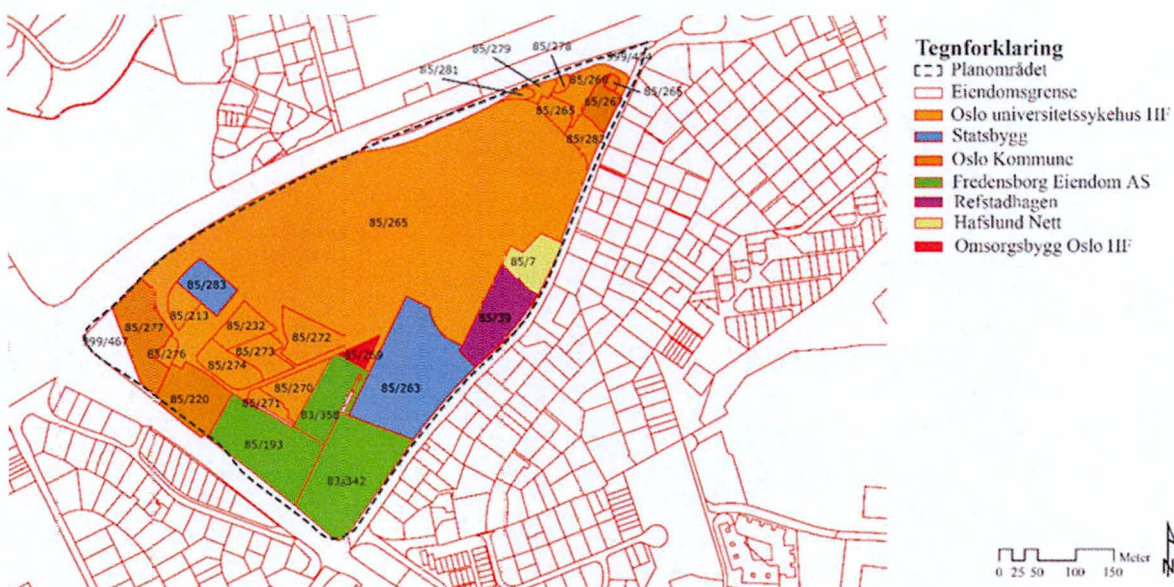 85/279
85/278
999/464
85/281
85/260
85/265
85/265
85/26
85/282
85/265
85/7
85/283
85/39
85/277
85/213
85/232
85/272
999/467
85/276
85/273
85/269
85/274
85/270
85/263
85/220
85/271
83/358
85/193
83/342
Tegnforklaring
Planområdet
Eiendomsgrense
Oslo universitetssykehus HF
Statsbygg
Oslo Kommune
Fredensborg Eiendom AS
Refstadhagen
Hafslund Nett
Omsorgsbygg Oslo HF
Meter
0 25 50 100 150